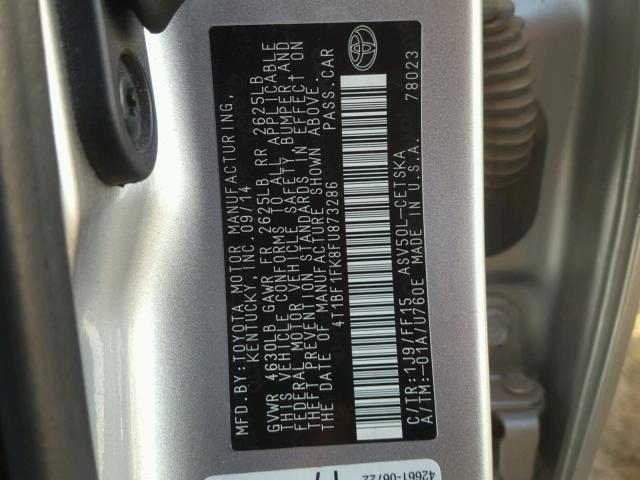 MFD.BY:TOYOTA MOTOR MANUFACTURING,
KENTUCKY, INC. 09/14
GVWR 4630LB GAWR FR 2625LB RR 2625LB
THIS VEHICLE CONFORMS TO ALL APPLICABLE
FEDERAL MOTOR VEHICLE SAFETY, BUMPER, AND
THEFT PREVENTION STANDARDS IN EFFECT ON
THE DATE OF MANUFACTURE SHOWN ABOVE.
4T1BF1FK8FU873286 PASS.CAR
C/TR:1J9/FF15 ASV50L-CETSKA
A/TM:-01A/U760E MADE IN U.S.A. 78023
42661-06722